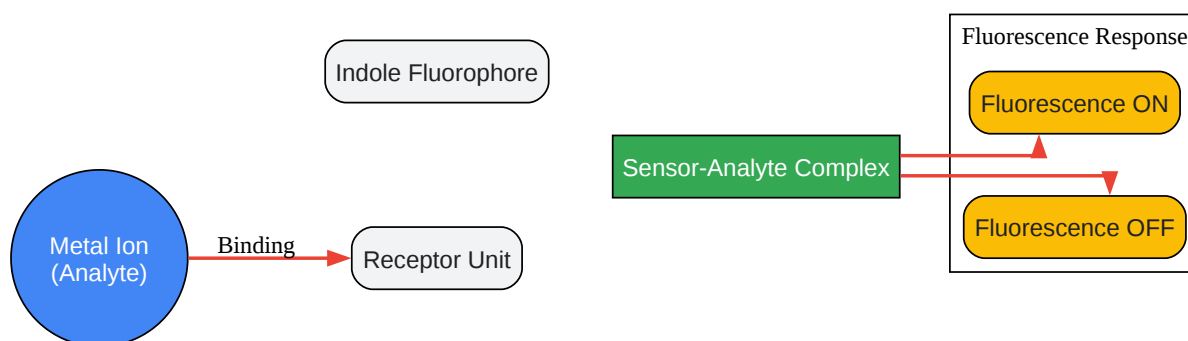 Indole Fluorophore
Metal Ion
(Analyte)
Binding
Receptor Unit
Sensor-Analyte Complex
Fluorescence Response
Fluorescence ON
Fluorescence OFF